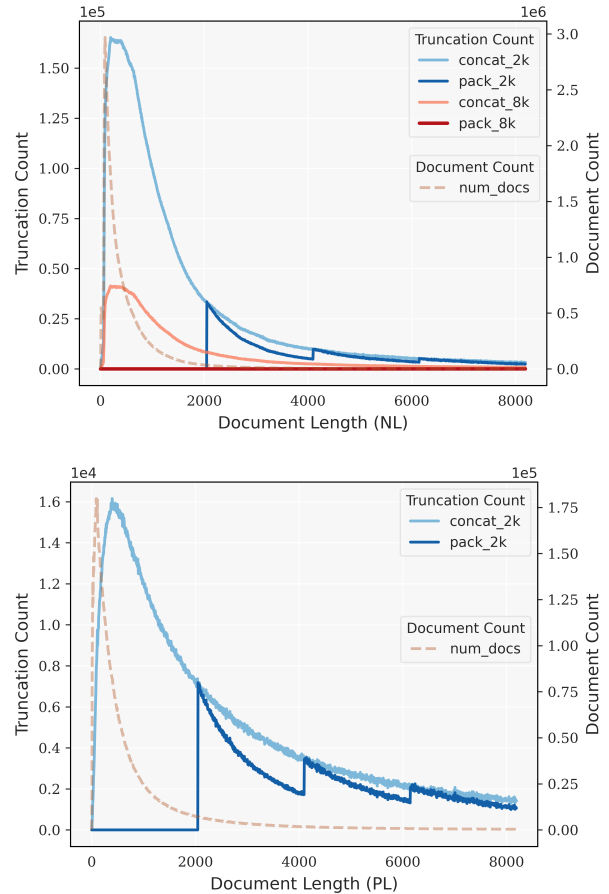 1e5
1e6
Truncation Count
concat_2k
pack_2k
concat_8k
pack_8k
Document Count
num_docs
1.50
1.25
1.00
0.75
0.50
0.25
0.00
Truncation Count
3.0
2.5
2.0
1.5
1.0
0.5
0.0
Document Count
0 2000 4000 6000 8000
Document Length (NL)
1e4
1e5
Truncation Count
concat_2k
pack_2k
Document Count
num_docs
1.6
1.4
1.2
1.0
0.8
0.6
0.4
0.2
0.0
Truncation Count
1.75
1.50
1.25
1.00
0.75
0.50
0.25
0.00
Document Count
0 2000 4000 6000 8000
Document Length (PL)